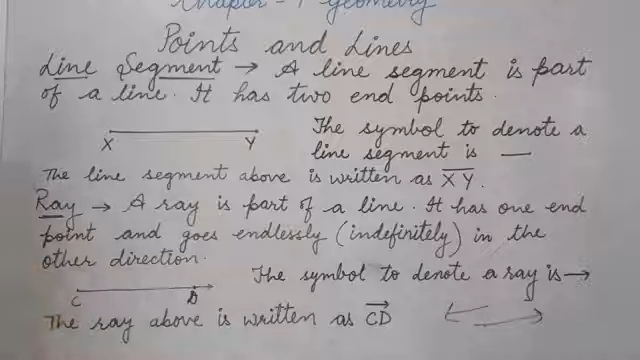 Chapter - 1 Geometry
Points and Lines
Line Segment → A line segment is part
of a line. It has two end points.
X Y
The symbol to denote a
line segment is —
The line segment above is written as X̅Y̅.
Ray → A ray is part of a line. It has one end
point and goes endlessly (indefinitely) in the
other direction.
The symbol to denote a ray is →
C D
The ray above is written as C⃗D⃗